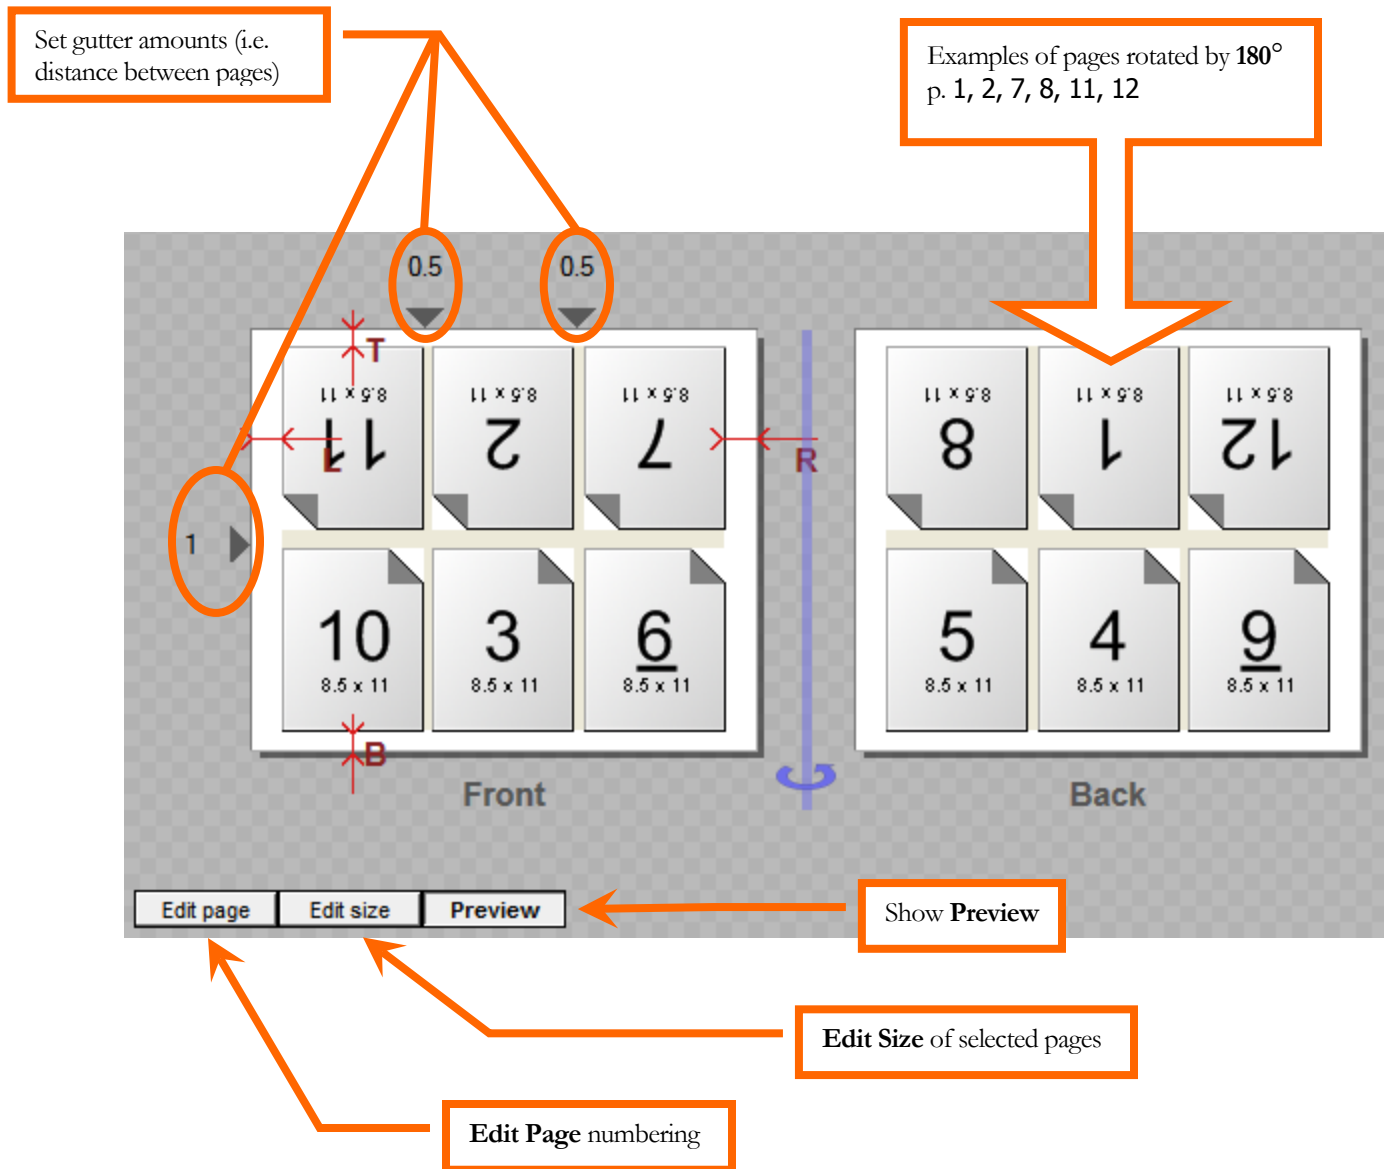 Set gutter amounts (i.e.
distance between pages)
Examples of pages rotated by 180°
p. 1, 2, 7, 8, 11, 12
0.5
0.5
T
8.5 x 11
11
8.5 x 11
2
8.5 x 11
7
L
R
8.5 x 11
8
8.5 x 11
1
8.5 x 11
12
1
10
8.5 x 11
3
8.5 x 11
6
8.5 x 11
5
8.5 x 11
4
8.5 x 11
9
8.5 x 11
B
Front
Back
Edit page
Edit size
Preview
Show Preview
Edit Size of selected pages
Edit Page numbering